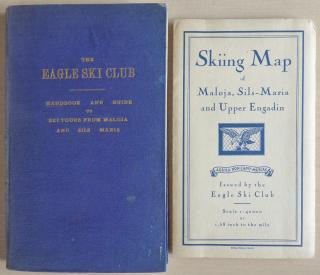 THE
EAGLE SKI CLUB
HANDBOOK AND GUIDE
TO
SKI TOURS FROM MALOJA
AND SILS MARIA
Skiing Map
of
Maloja, Sils-Maria
and Upper Engadin
Issued by the
Eagle Ski Club
Scale 1:40000
or
1,58 inch to the mile